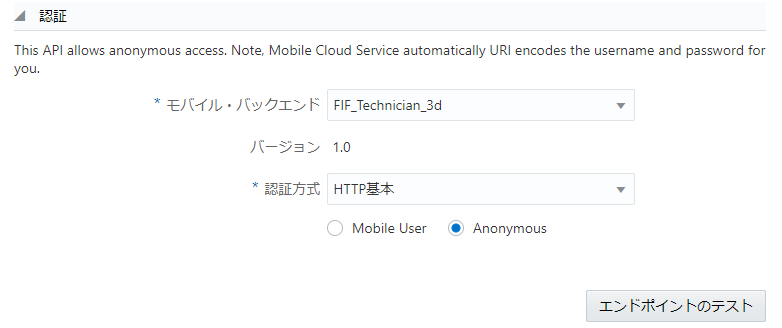 認証
This API allows anonymous access. Note, Mobile Cloud Service automatically URI encodes the username and password for
you.
* モバイル・バックエンド FIF_Technician_3d
バージョン 1.0
* 認証方式 HTTP基本
Mobile User Anonymous
エンドポイントのテスト